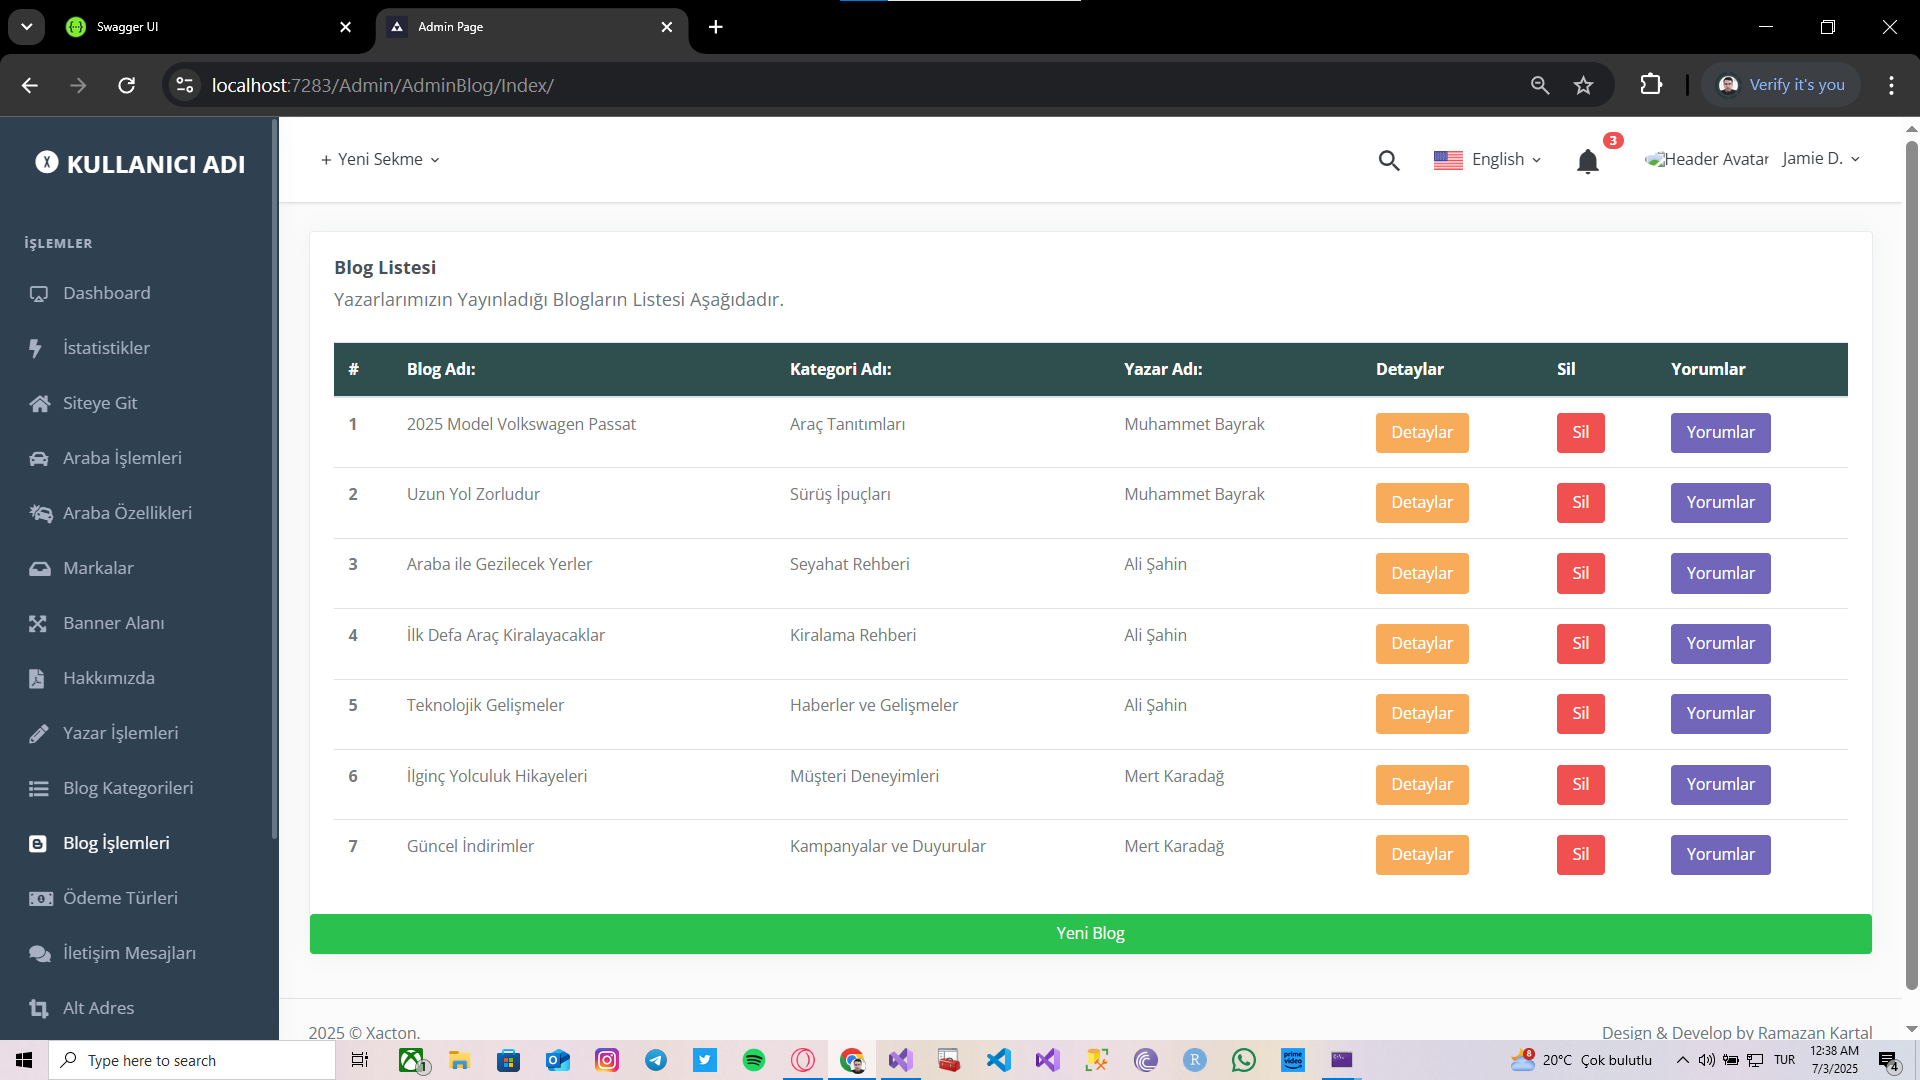 Swagger UI
Admin Page
localhost:7283/Admin/AdminBlog/Index/
Verify it's you
X KULLANICI ADI
+ Yeni Sekme
English
3
Header Avatar
Jamie D.
İŞLEMLER
Dashboard
İstatistikler
Siteye Git
Araba İşlemleri
Araba Özellikleri
Markalar
Banner Alanı
Hakkımızda
Yazar İşlemleri
Blog Kategorileri
Blog İşlemleri
Ödeme Türleri
İletişim Mesajları
Alt Adres
Blog Listesi
Yazarlarımızın Yayınladığı Blogların Listesi Aşağıdadır.
# Blog Adı: Kategori Adı: Yazar Adı: Detaylar Sil Yorumlar
1 2025 Model Volkswagen Passat Araç Tanıtımları Muhammet Bayrak Detaylar Sil Yorumlar
2 Uzun Yol Zorludur Sürüş İpuçları Muhammet Bayrak Detaylar Sil Yorumlar
3 Araba ile Gezilecek Yerler Seyahat Rehberi Ali Şahin Detaylar Sil Yorumlar
4 İlk Defa Araç Kiralayacaklar Kiralama Rehberi Ali Şahin Detaylar Sil Yorumlar
5 Teknolojik Gelişmeler Haberler ve Gelişmeler Ali Şahin Detaylar Sil Yorumlar
6 İlginç Yolculuk Hikayeleri Müşteri Deneyimleri Mert Karadağ Detaylar Sil Yorumlar
7 Güncel İndirimler Kampanyalar ve Duyurular Mert Karadağ Detaylar Sil Yorumlar
Yeni Blog
2025 © Xacton.
Design & Develop by Ramazan Kartal
Type here to search
1
R
prime video
8
20°C Çok bulutlu
TUR
12:38 AM
7/3/2025
4